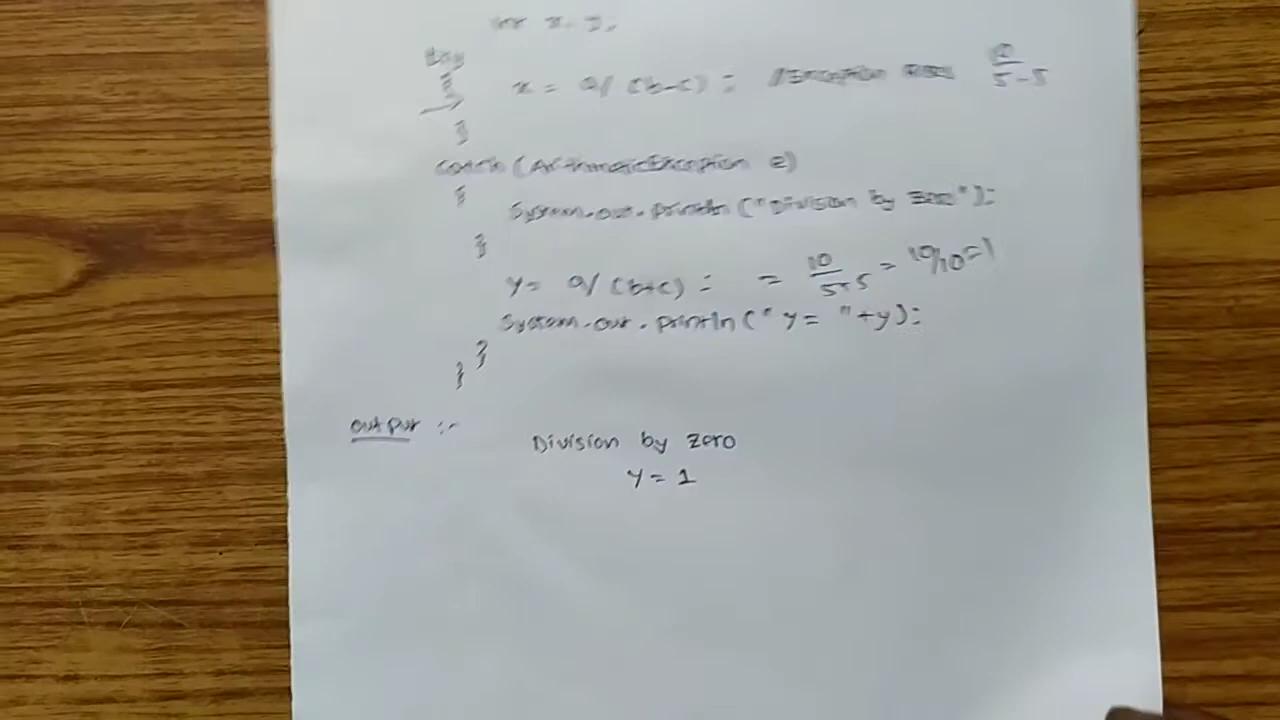 int x, y;
try
{
x = a/(b-c); //Exception 10/5-5
}
catch (ArithmeticException e)
{
System.out.println("Division by zero");
}
y = a/(b+c); = 10/5+5 = 10/10=1
System.out.println(" y= "+y);
}
}
output :-
Division by zero
y = 1